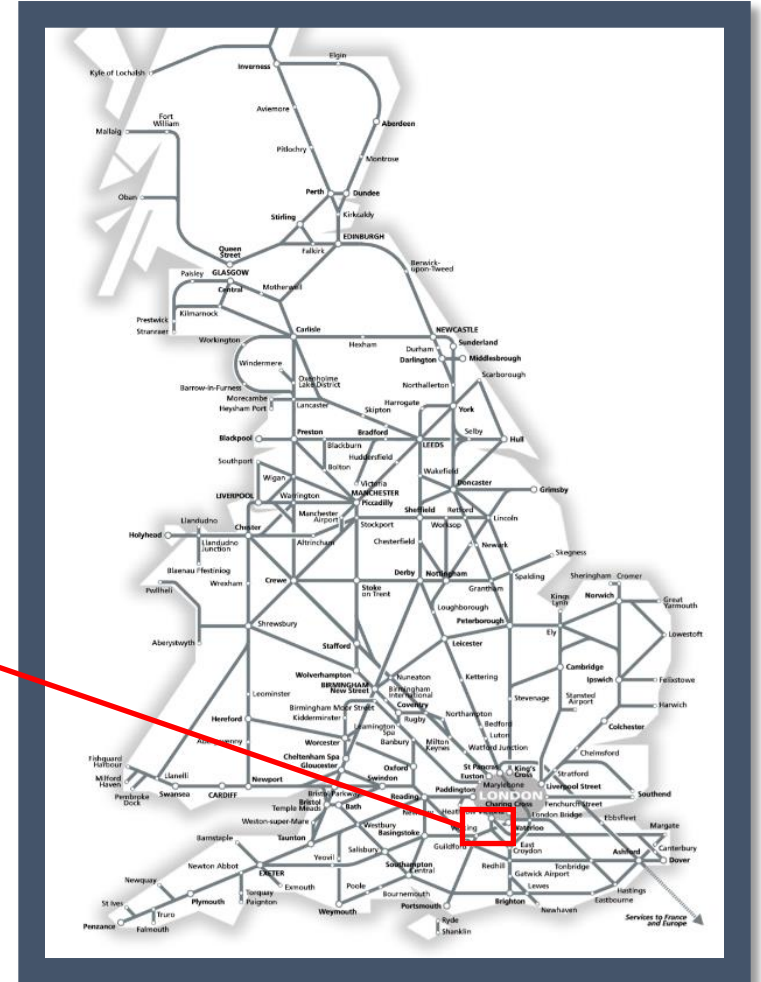 Elgin
Inverness
Kyle of Lochalsh
Aviemore
Fort
William
Aberdeen
Mallaig
Pitlochry
Montrose
Perth
Dundee
Oban
Stirling
Kirkcaldy
EDINBURGH
Queen
Street
Falkirk
Berwick-
upon-Tweed
Paisley
GLASGOW
Central
Motherwell
Prestwick
Kilmarnock
Stranraer
Carlisle
NEWCASTLE
Workington
Hexham
Durham
Sunderland
Darlington
Middlesbrough
Windermere
Scarborough
Oxenholme
Lake District
Northallerton
Barrow-in-Furness
Morecambe
Heysham Port
Lancaster
Harrogate
Skipton
York
Blackpool
Preston
Bradford
Selby
Hull
Blackburn
LEEDS
Huddersfield
Southport
Bolton
Wakefield
Wigan
Victoria
Doncaster
LIVERPOOL
Warrington
MANCHESTER
Piccadilly
Grimsby
Manchester
Airport
Sheffield
Retford
Llandudno
Lincoln
Chester
Stockport
Worksop
Holyhead
Llandudno
Junction
Altrincham
Chesterfield
Newark
Skegness
Blaenau Ffestiniog
Derby
Nottingham
Spalding
Sheringham
Cromer
Pwllheli
Wrexham
Crewe
Stoke
on Trent
Grantham
Kings
Lynn
Norwich
Great
Yarmouth
Loughborough
Shrewsbury
Peterborough
Ely
Lowestoft
Aberystwyth
Stafford
Leicester
Wolverhampton
BIRMINGHAM
New Street
Nuneaton
Kettering
Cambridge
Birmingham
International
Ipswich
Felixstowe
Leominster
Birmingham Moor Street
Coventry
Stevenage
Stansted
Airport
Kidderminster
Rugby
Northampton
Harwich
Hereford
Leamington
Spa
Bedford
Colchester
Worcester
Banbury
Milton
Keynes
Luton
Watford Junction
Chelmsford
Cheltenham Spa
Gloucester
Oxford
St Pancras
Euston
King's
Cross
Fishguard
Harbour
Llanelli
Newport
Swindon
Marylebone
Stratford
Milford
Haven
Paddington
Liverpool Street
Pembroke
Dock
Swansea
CARDIFF
Bristol Parkway
Reading
LONDON
Southend
Bristol
Temple Meads
Bath
Charing Cross
Fenchurch Street
London Bridge
Ebbsfleet
Weston-super-Mare
Westbury
Waterloo
Margate
Barnstaple
Taunton
Basingstoke
Canterbury
Salisbury
Guildford
East
Croydon
Ashford
Dover
Newton Abbot
Yeovil
Southampton
Central
Redhill
Tonbridge
EXETER
Gatwick Airport
Newquay
Exmouth
Poole
Lewes
Hastings
St Ives
Plymouth
Torquay
Paignton
Bournemouth
Brighton
Eastbourne
Truro
Weymouth
Portsmouth
Newhaven
Penzance
Falmouth
Ryde
Shanklin
Services to France
and Europe